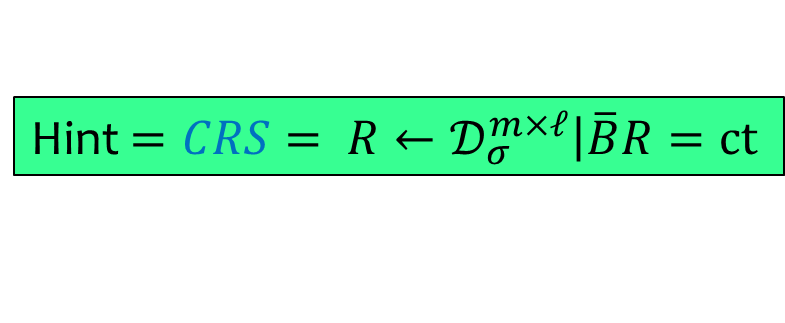 Hint = CRS = R ← 𝒟_σ^{m×ℓ} | B̄R = ct